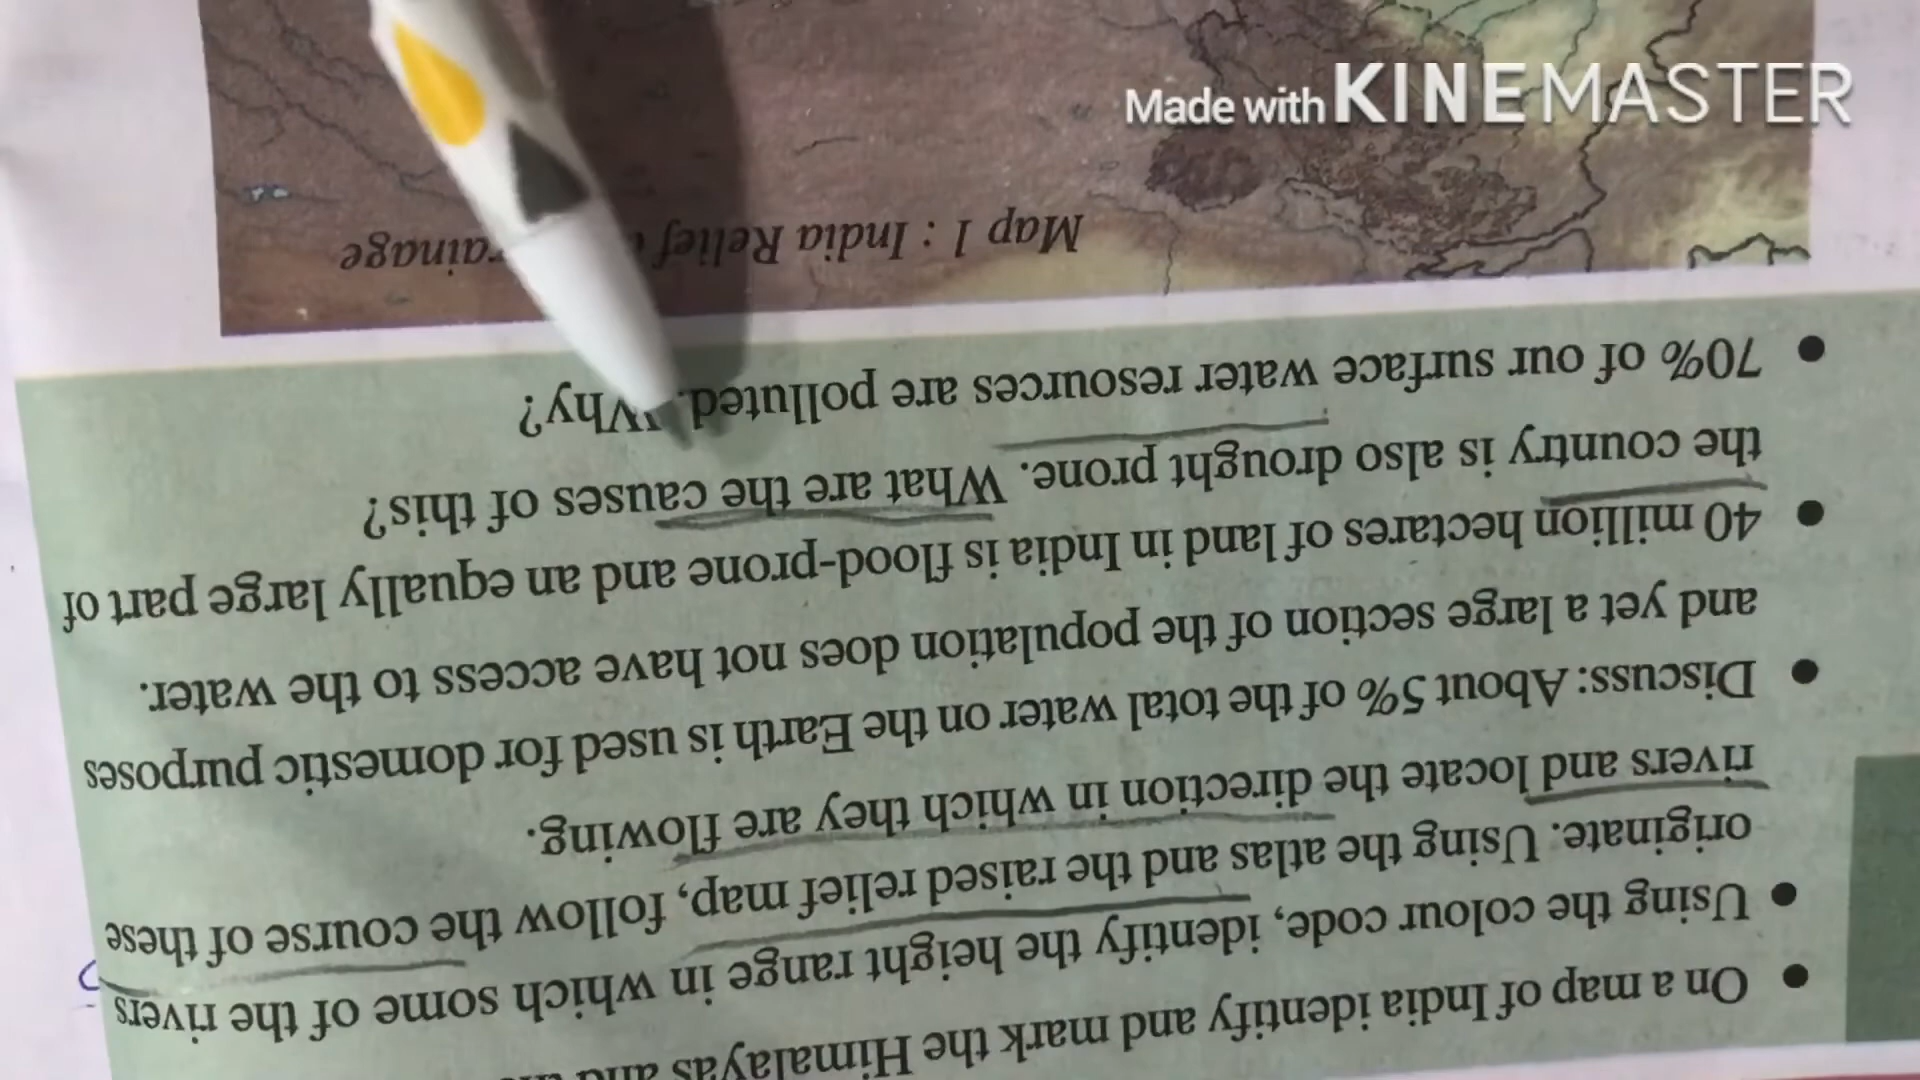 On a map of India identify and mark the Himalayas and
• Using the colour code, identify the height range in which some of the rivers
originate. Using the atlas and the raised relief map, follow the course of these
rivers and locate the direction in which they are flowing.
• Discuss: About 5% of the total water on the Earth is used for domestic purposes
and yet a large section of the population does not have access to the water.
• 40 million hectares of land in India is flood-prone and an equally large part of
the country is also drought prone. What are the causes of this?
• 70% of our surface water resources are polluted. Why?
Map 1 : India Relief
Made with KINEMASTER